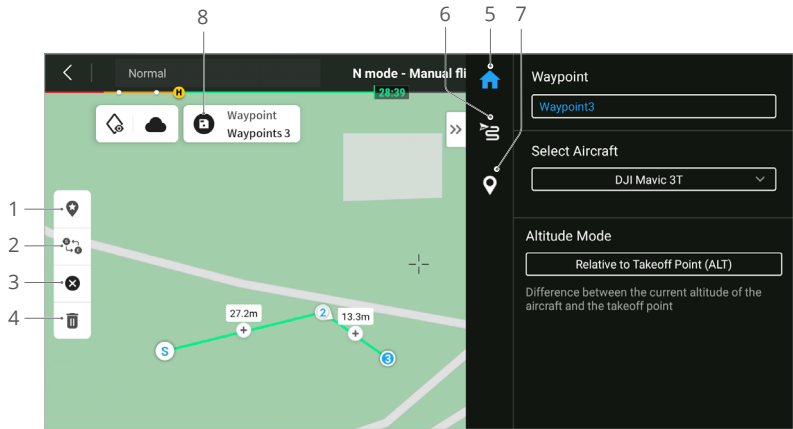 6 5 7
8
Normal
N mode - Manual fli
H
28:39
Waypoint
Waypoints 3
Waypoint
Waypoint3
Select Aircraft
DJI Mavic 3T
1
2
3
4
Altitude Mode
Relative to Takeoff Point (ALT)
Difference between the current altitude of the
aircraft and the takeoff point
27.2m
2
13.3m
S
3